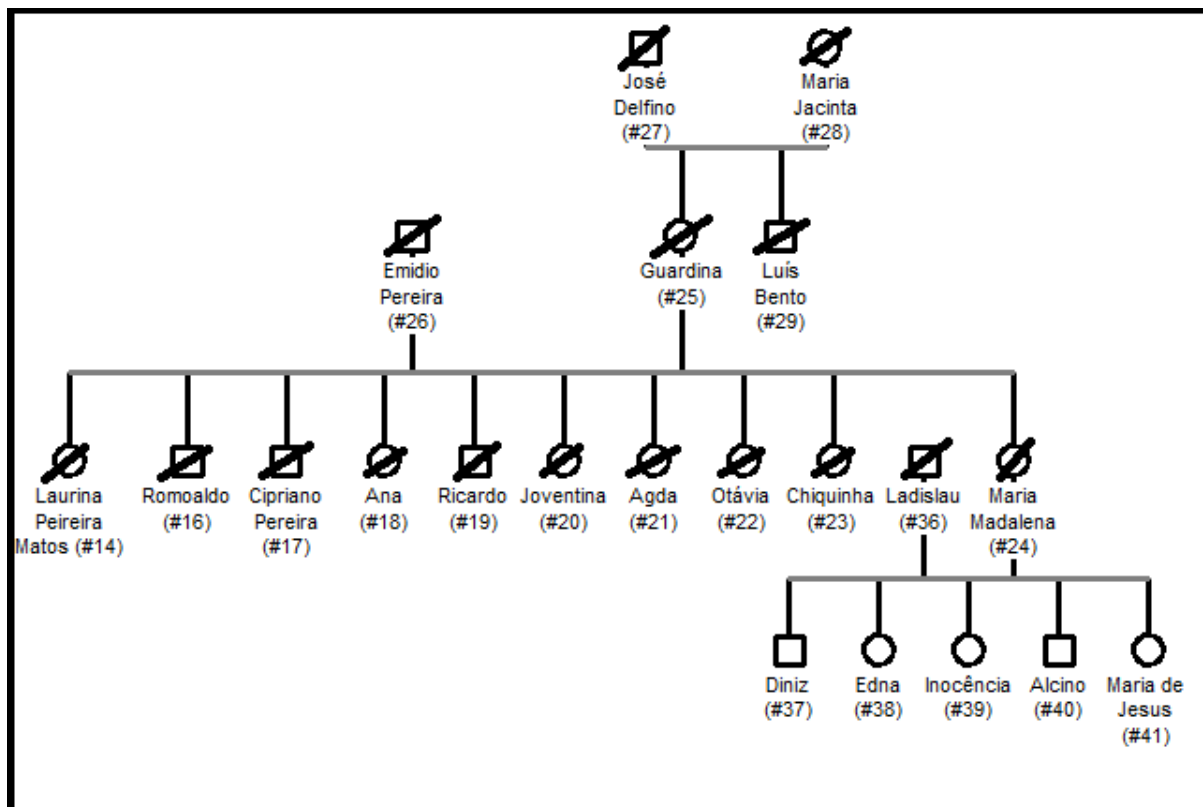 José
Delfino
(#27)
Maria
Jacinta
(#28)
Emidio
Pereira
(#26)
Guardina
(#25)
Luís
Bento
(#29)
Laurina
Peireira
Matos (#14)
Romoaldo
(#16)
Cipriano
Pereira
(#17)
Ana
(#18)
Ricardo
(#19)
Joventina
(#20)
Agda
(#21)
Otávia
(#22)
Chiquinha
(#23)
Ladislau
(#36)
Maria
Madalena
(#24)
Diniz
(#37)
Edna
(#38)
Inocência
(#39)
Alcino
(#40)
Maria de
Jesus
(#41)